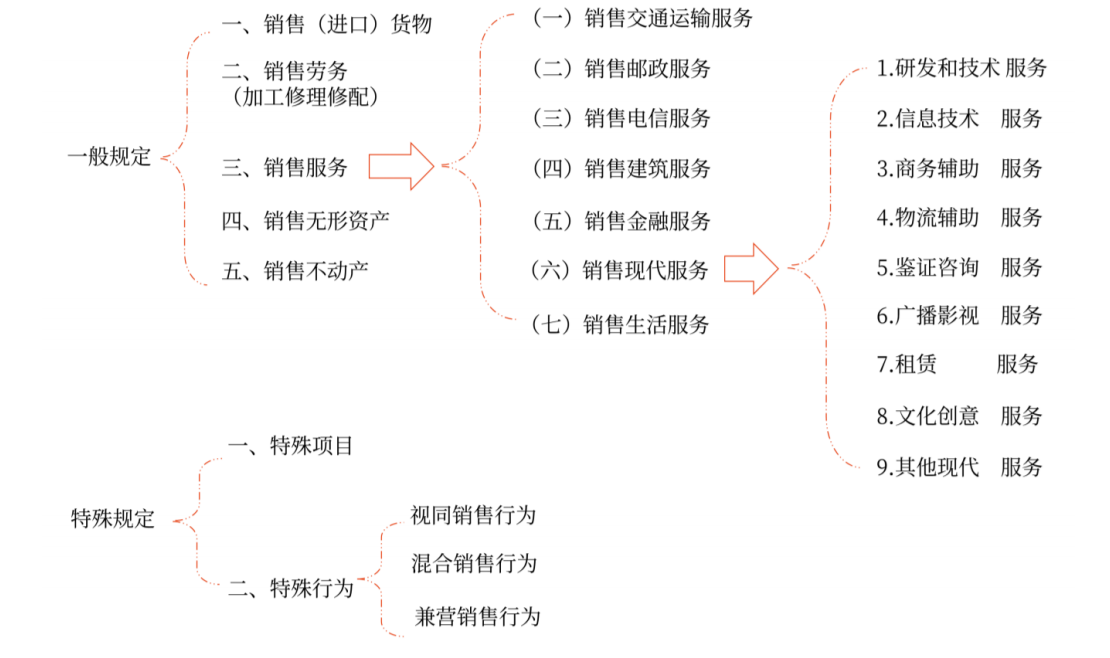 一般规定
一、销售（进口）货物
二、销售劳务
（加工修理修配）
三、销售服务
四、销售无形资产
五、销售不动产
（一）销售交通运输服务
（二）销售邮政服务
（三）销售电信服务
（四）销售建筑服务
（五）销售金融服务
（六）销售现代服务
（七）销售生活服务
1.研发和技术 服务
2.信息技术 服务
3.商务辅助 服务
4.物流辅助 服务
5.鉴证咨询 服务
6.广播影视 服务
7.租赁 服务
8.文化创意 服务
9.其他现代 服务
特殊规定
一、特殊项目
二、特殊行为
视同销售行为
混合销售行为
兼营销售行为